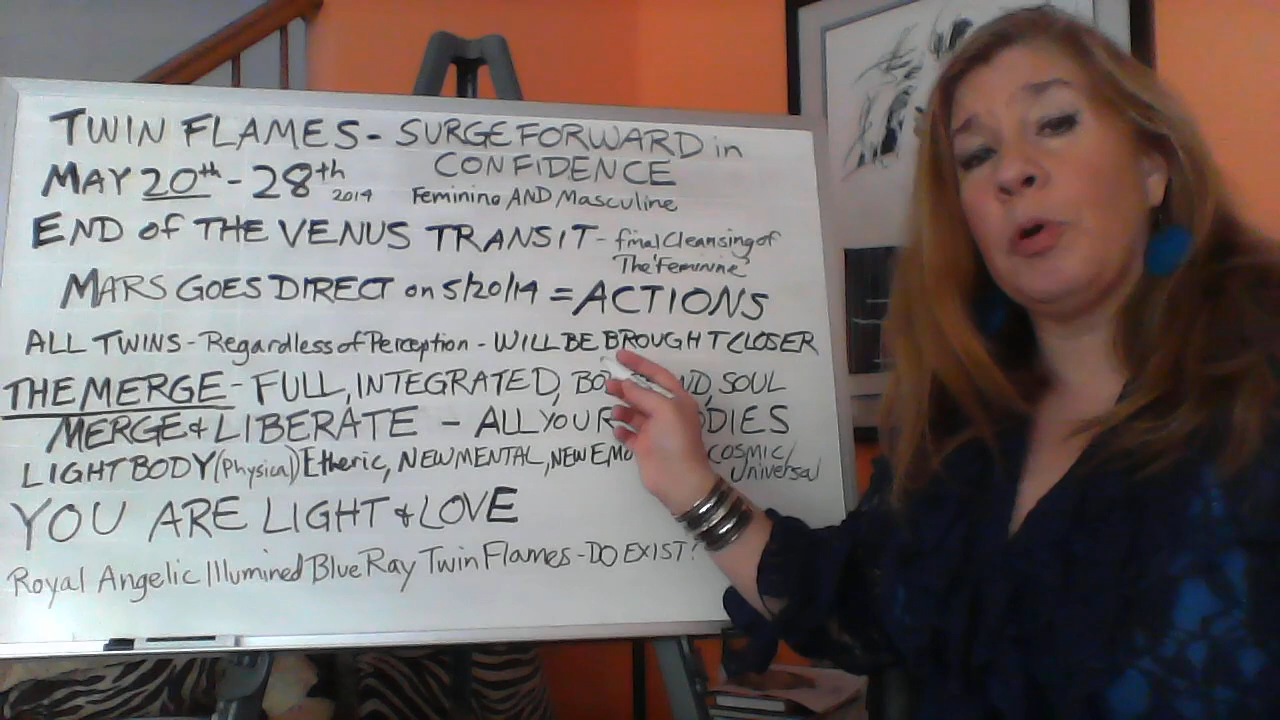 TWIN FLAMES - SURGE FORWARD in
CONFIDENCE
MAY 20th - 28th 2014
Feminine AND Masculine
END of THE VENUS TRANSIT - final Cleansing of
The 'Feminine'
MARS GOES DIRECT on 5/20/14 = ACTIONS
ALL TWINS - Regardless of Perception - WILL BE BROUGHT CLOSER
THE MERGE - FULL, INTEGRATED, SOUL
MERGE & LIBERATE - ALL YOUR
LIGHT BODY (Physical) Etheric, NEW MENTAL, NEW COSMIC/
Universal
YOU ARE LIGHT & LOVE
Royal Angelic Illumined Blue Ray Twin Flames - DO EXIST